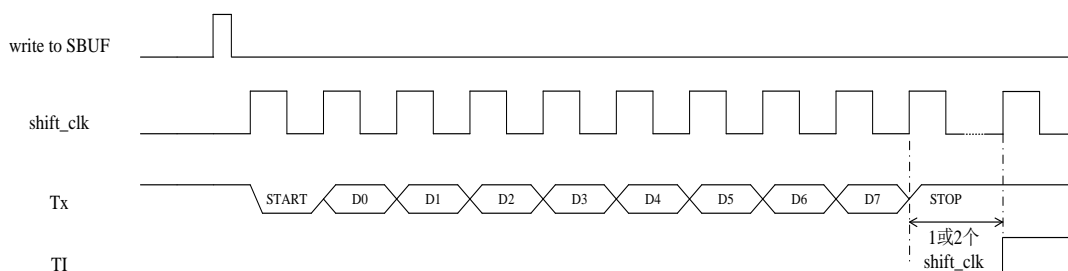 write to SBUF
shift_clk
Tx
START D0 D1 D2 D3 D4 D5 D6 D7 STOP
1或2个
shift_clk
TI